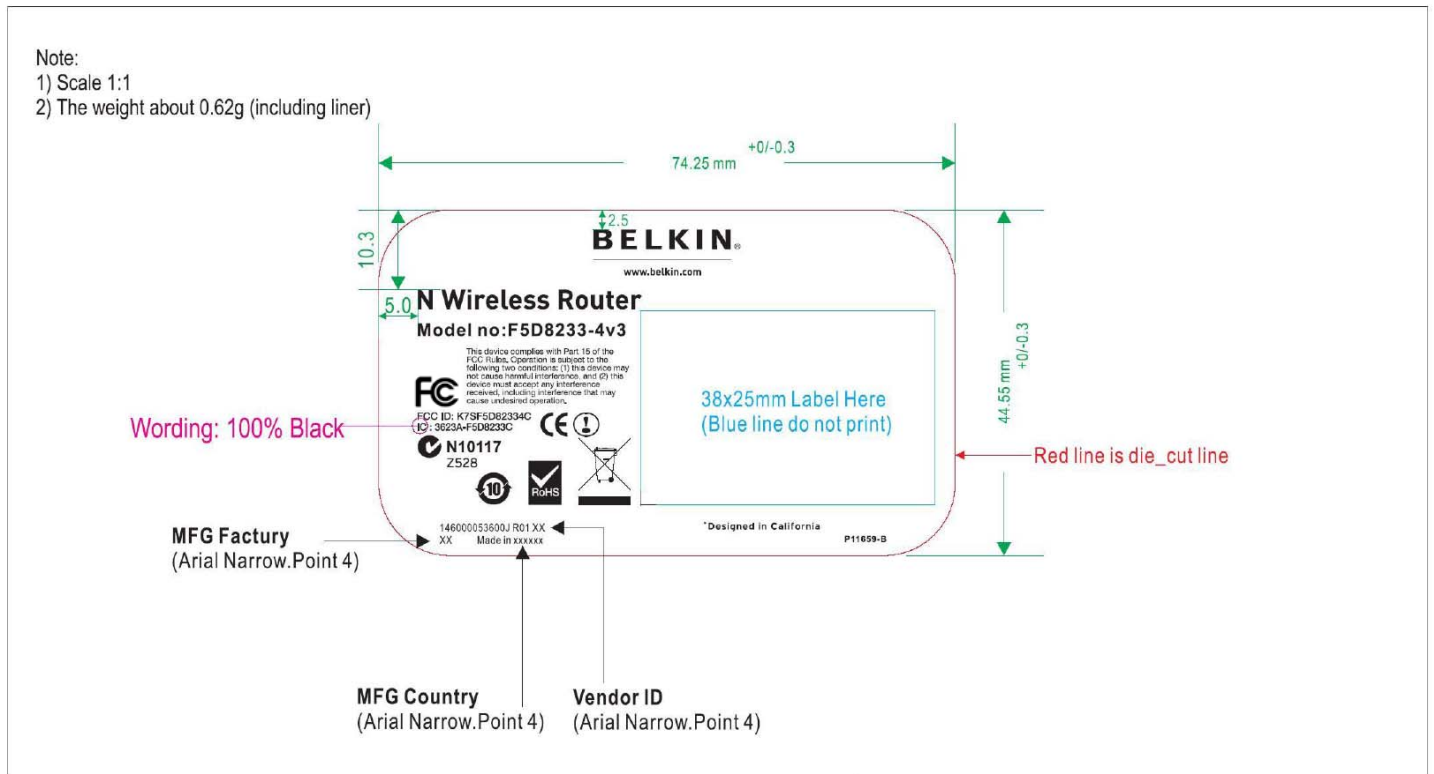 Note:
1) Scale 1:1
2) The weight about 0.62g (including liner)
+0/-0.3
74.25 mm
2.5
10.3
5.0
BELKIN®
www.belkin.com
N Wireless Router
Model no:F5D8233-4v3
This device complies with Part 15 of the
FCC Rules. Operation is subject to the
following two conditions: (1) this device may
not cause harmful interference, and (2) this
device must accept any interference
received, including interference that may
cause undesired operation.
FC
FCC ID: K7SF5D82334C
IC: 3623A-F5D8233C
Wording: 100% Black
CE
N10117
Z528
10
RoHS
38x25mm Label Here
(Blue line do not print)
44.55 mm
+0/-0.3
Red line is die_cut line
146000053600J R01 XX
XX Made in xxxxxx
*Designed in California
P11659-B
MFG Factury
(Arial Narrow.Point 4)
MFG Country
(Arial Narrow.Point 4)
Vendor ID
(Arial Narrow.Point 4)